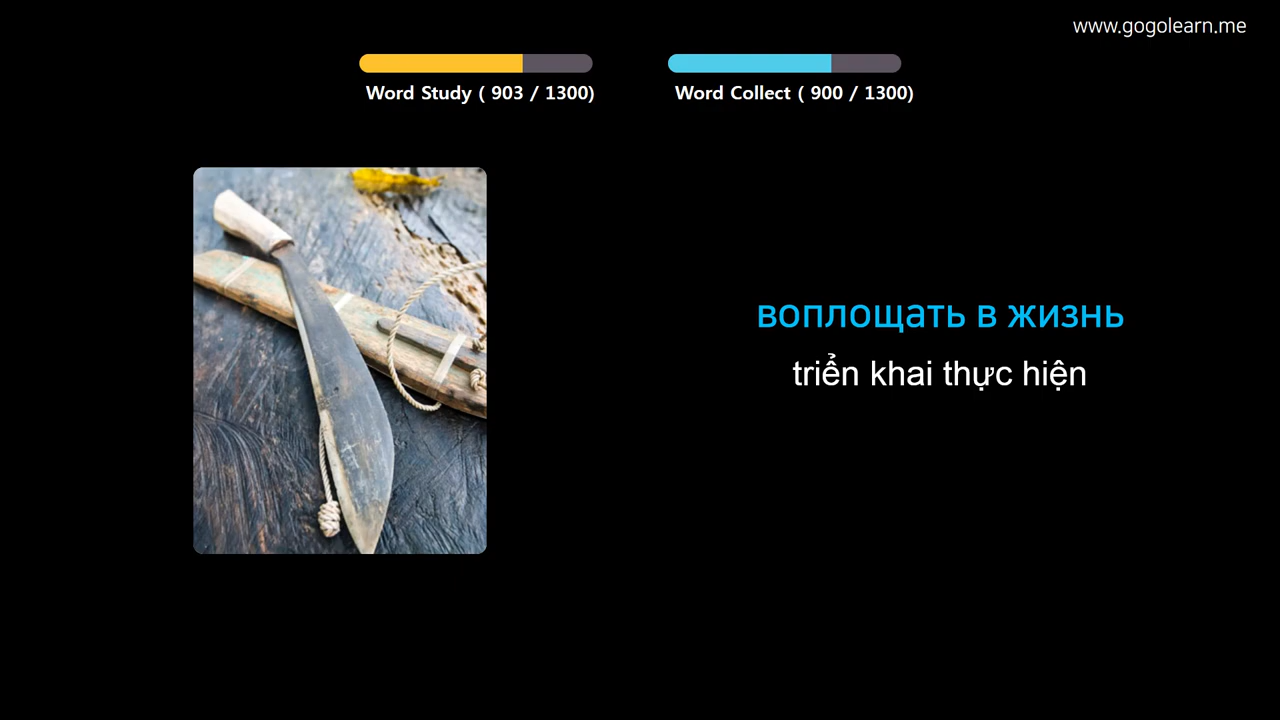 www.gogolearn.me
Word Study ( 903 / 1300)
Word Collect ( 900 / 1300)
воплощать в жизнь
triển khai thực hiện